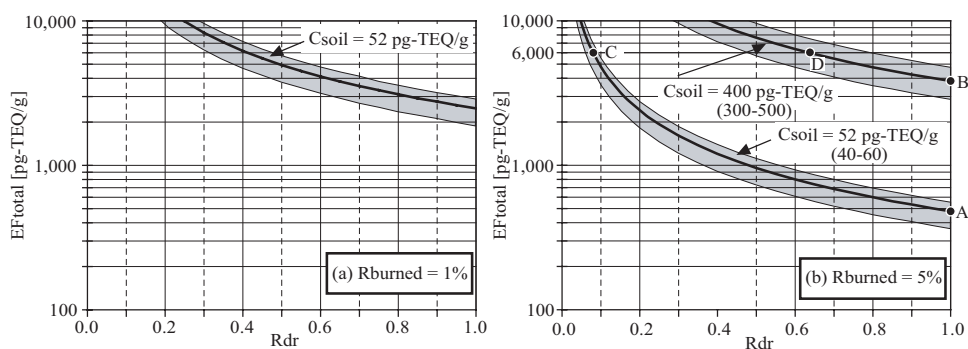 EFtotal [pg-TEQ/g]
10,000
1,000
100
Csoil = 52 pg-TEQ/g
(a) Rburned = 1%
0.0 0.2 0.4 0.6 0.8 1.0
Rdr
EFtotal [pg-TEQ/g]
10,000
6,000
1,000
100
C
D
B
Csoil = 400 pg-TEQ/g
(300-500)
Csoil = 52 pg-TEQ/g
(40-60)
A
(b) Rburned = 5%
0.0 0.2 0.4 0.6 0.8 1.0
Rdr